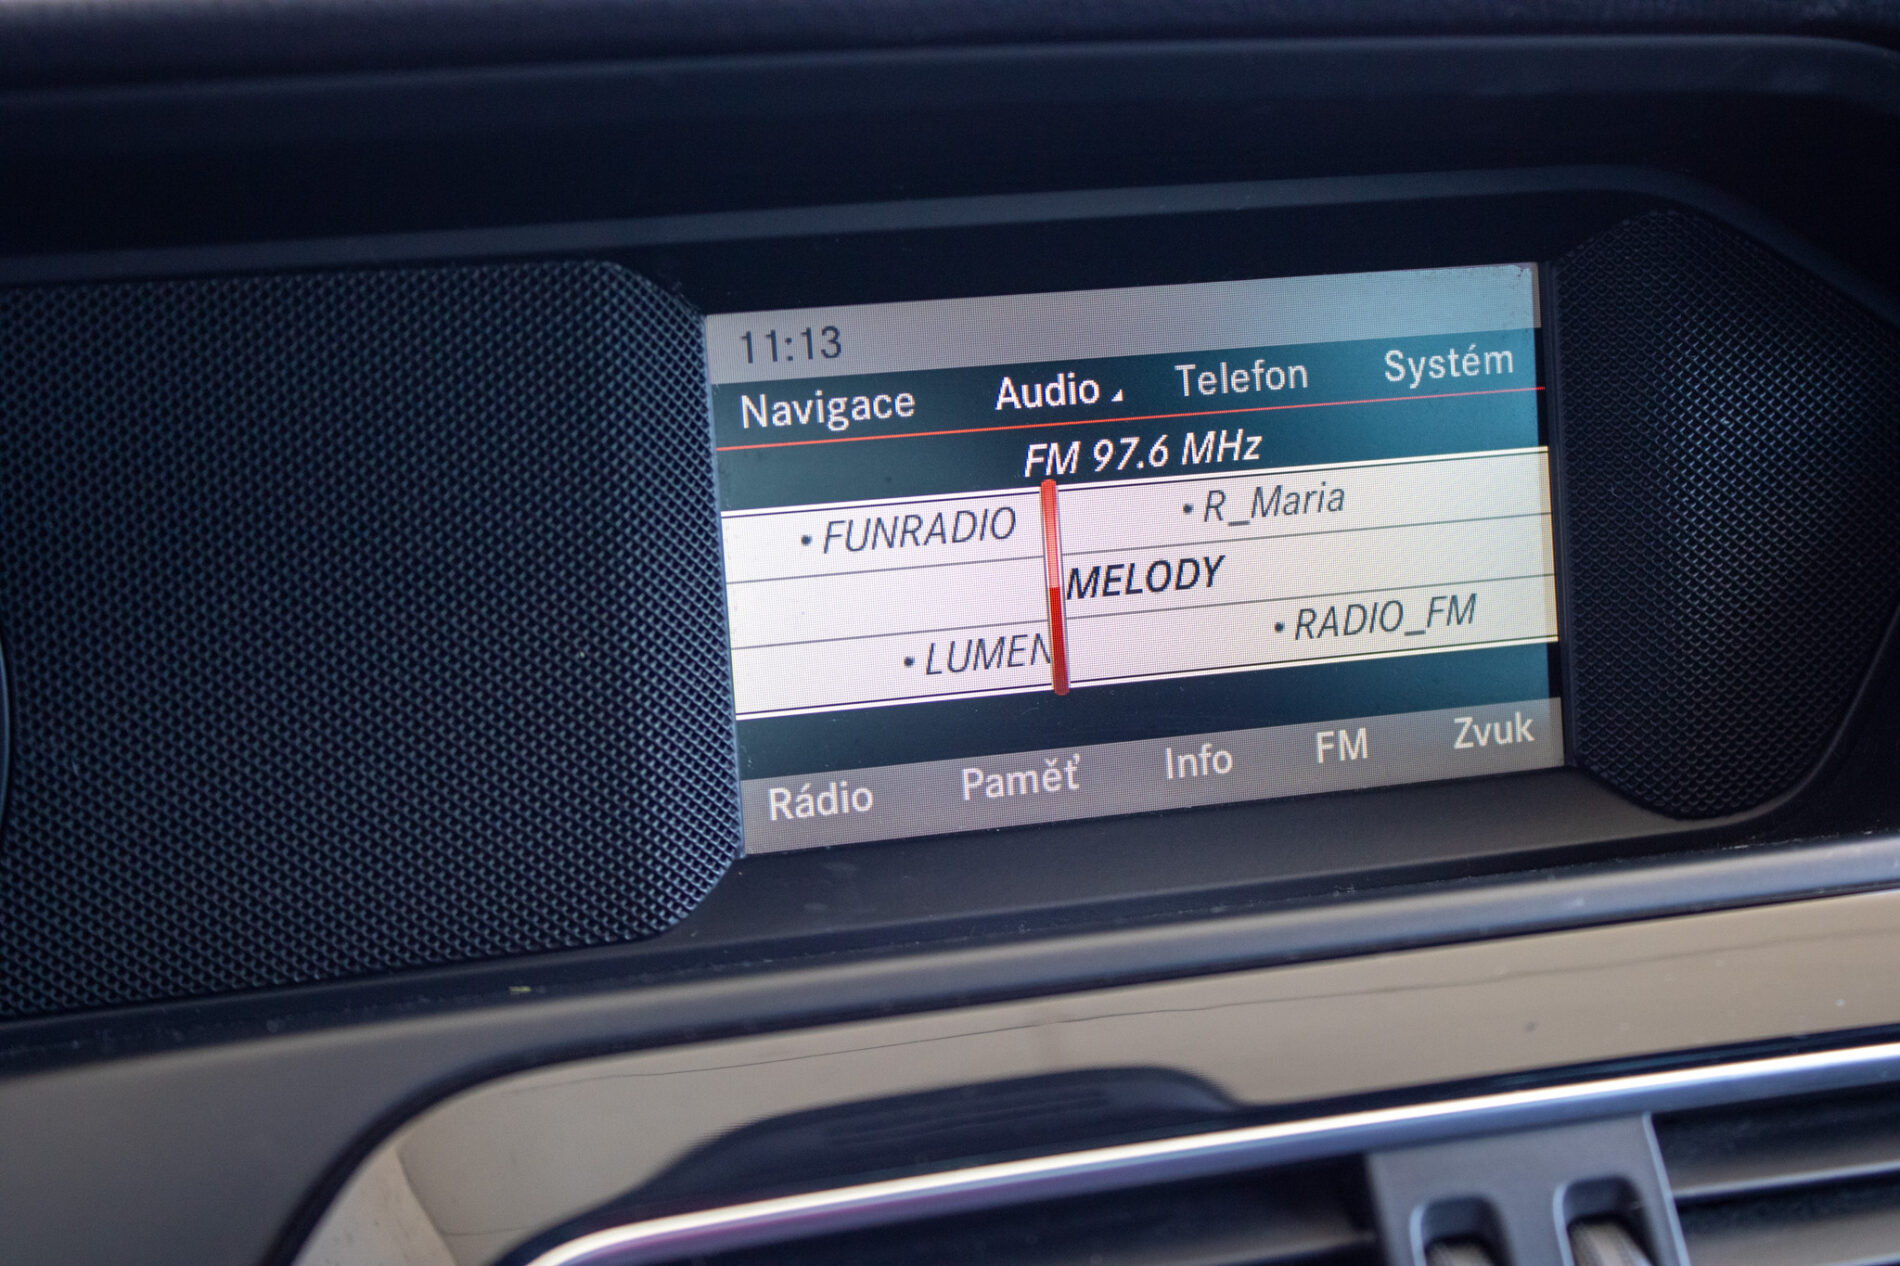 11:13
Navigace Audio Telefon Systém
FM 97.6 MHz
• FUNRADIO • R_Maria
MELODY
• LUMEN • RADIO_FM
Rádio Paměť Info FM Zvuk